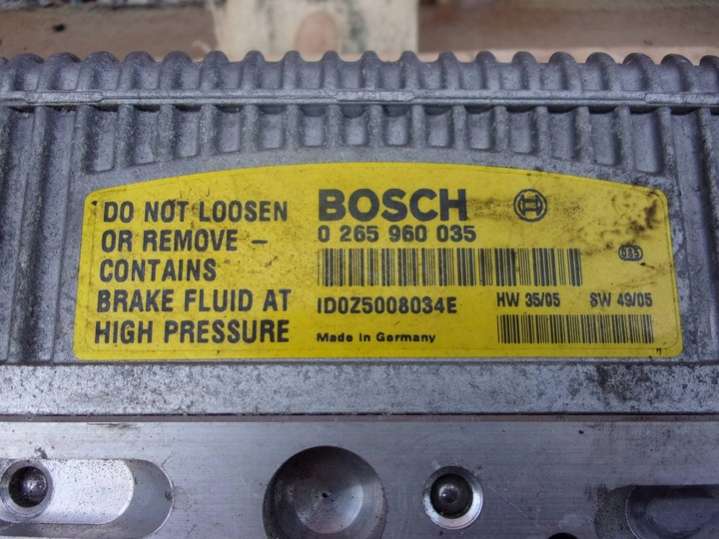 DO NOT LOOSEN
OR REMOVE –
CONTAINS
BRAKE FLUID AT
HIGH PRESSURE
BOSCH
0 265 960 035
1D0Z5008034E
Made in Germany
HW 35/05 SW 49/05